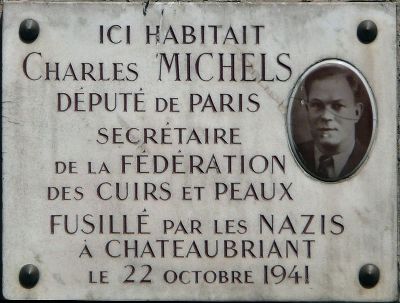 ICI HABITAIT
CHARLES MICHELS
DÉPUTÉ DE PARIS
SECRÉTAIRE
DE LA FÉDÉRATION
DES CUIRS ET PEAUX
FUSILLÉ PAR LES NAZIS
À CHATEAUBRIANT
LE 22 OCTOBRE 1941